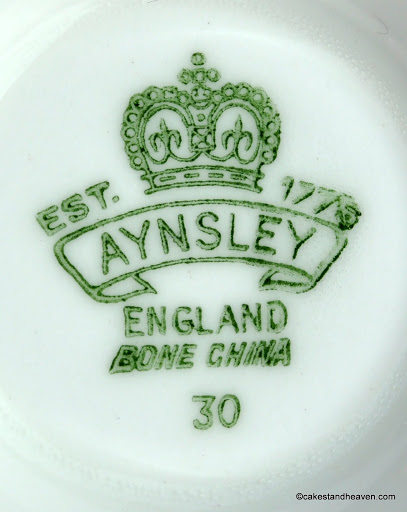 EST. 1775
AYNSLEY
ENGLAND
BONE CHINA
30
©cakestandheaven.com